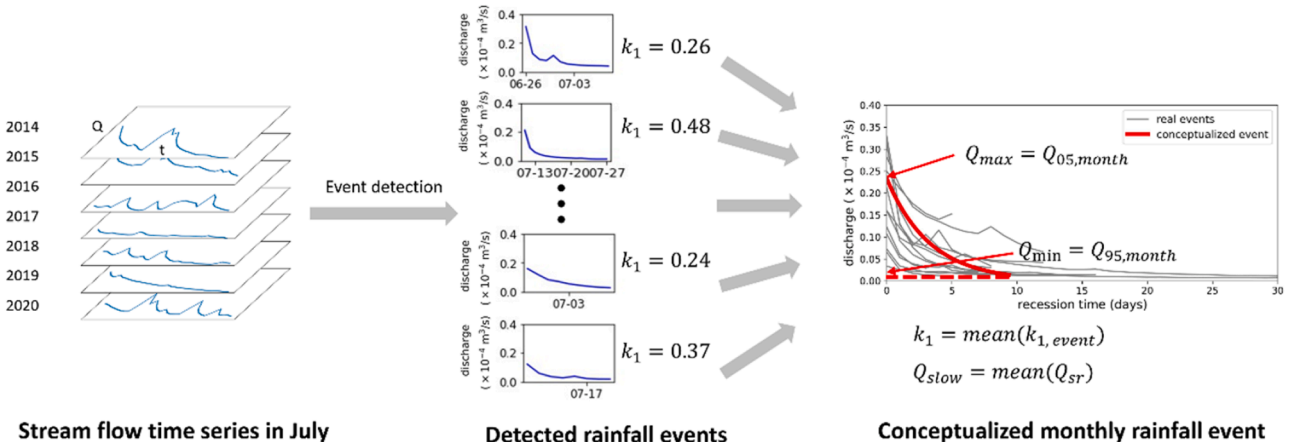 2014
2015
2016
2017
2018
2019
2020
Q
t
Stream flow time series in July
Event detection
discharge
(× 10⁻⁴ m³/s)
0.4
0.2
0.0
06-26 07-03
k₁ = 0.26
discharge
(× 10⁻⁴ m³/s)
0.4
0.2
0.0
07-13 07-20 07-27
k₁ = 0.48
discharge
(× 10⁻⁴ m³/s)
0.4
0.2
0.0
07-03
k₁ = 0.24
discharge
(× 10⁻⁴ m³/s)
0.4
0.2
0.0
07-17
k₁ = 0.37
Detected rainfall events
discharge (× 10⁻⁴ m³/s)
0.40
0.35
0.30
0.25
0.20
0.15
0.10
0.05
0.00
0 5 10 15 20 25 30
recession time (days)
real events
conceptualized event
Qmax = Q05,month
Qmin = Q95,month
k₁ = mean(k₁, event)
Qslow = mean(Qsr)
Conceptualized monthly rainfall event